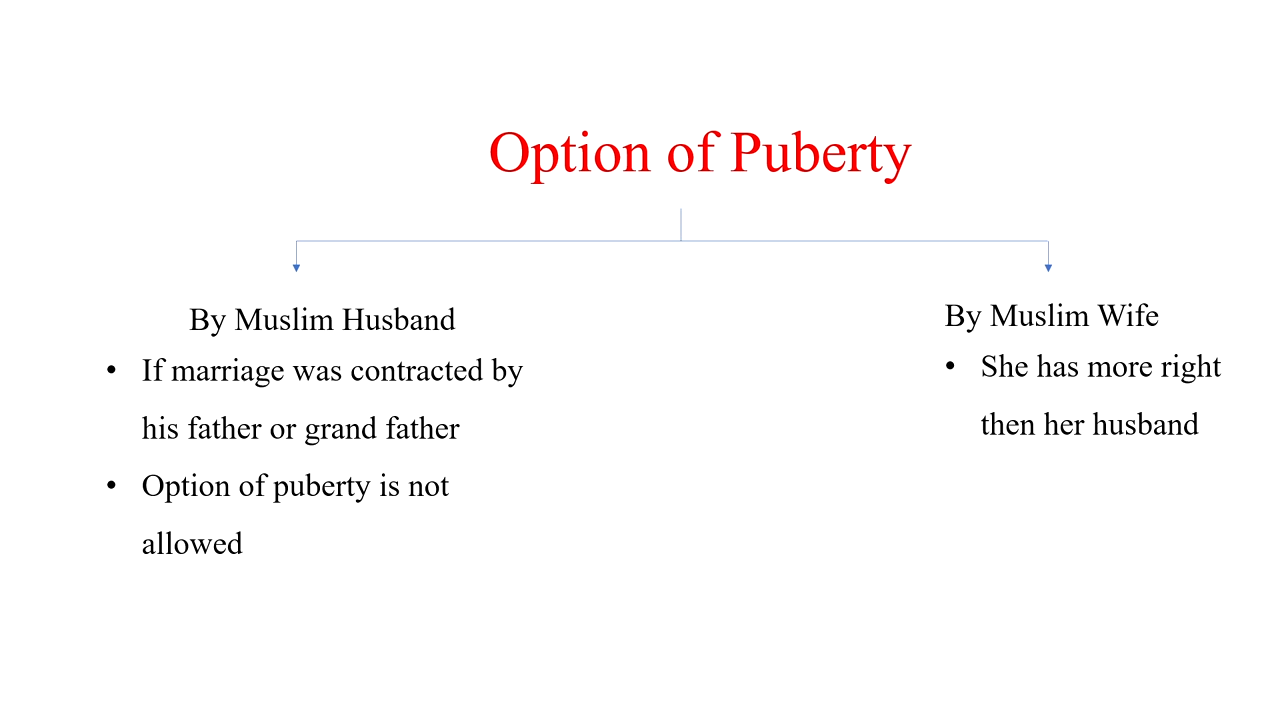 Option of Puberty
By Muslim Husband
• If marriage was contracted by
his father or grand father
• Option of puberty is not
allowed
By Muslim Wife
• She has more right
then her husband